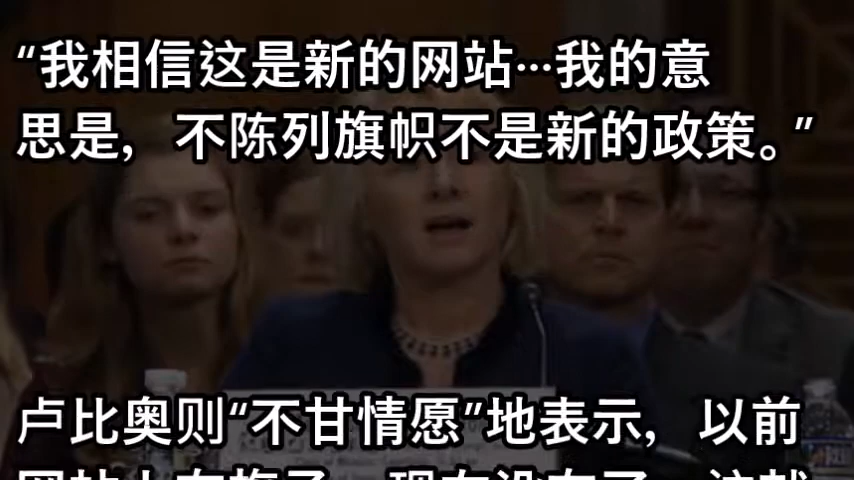 “我相信这是新的网站…我的意
思是，不陈列旗帜不是新的政策。”
卢比奥则“不甘情愿”地表示，以前